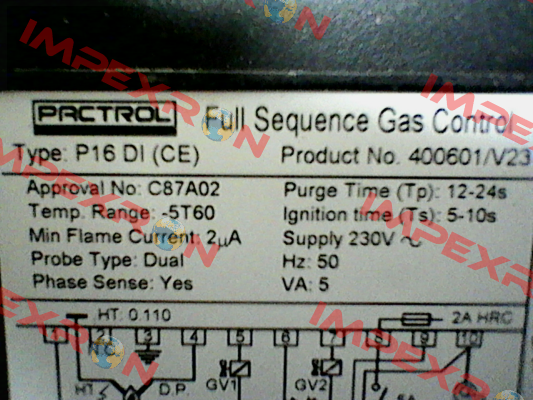 PACTROL Full Sequence Gas Control
Type: P16 DI (CE) Product No. 400601/V23
Approval No: C87A02 Purge Time (Tp): 12-24s
Temp. Range: -5T60 Ignition time (Ts): 5-10s
Min Flame Current: 2µA Supply 230V ~
Probe Type: Dual Hz: 50
Phase Sense: Yes VA: 5
HT: 0.110 2A HRC
1 2 3 4 5 6 7 8 9 10
N.C.
HT D.P. GV1 GV2
IMPEXRON
IMPEXRON
IMPEXRON
IMPEXRON